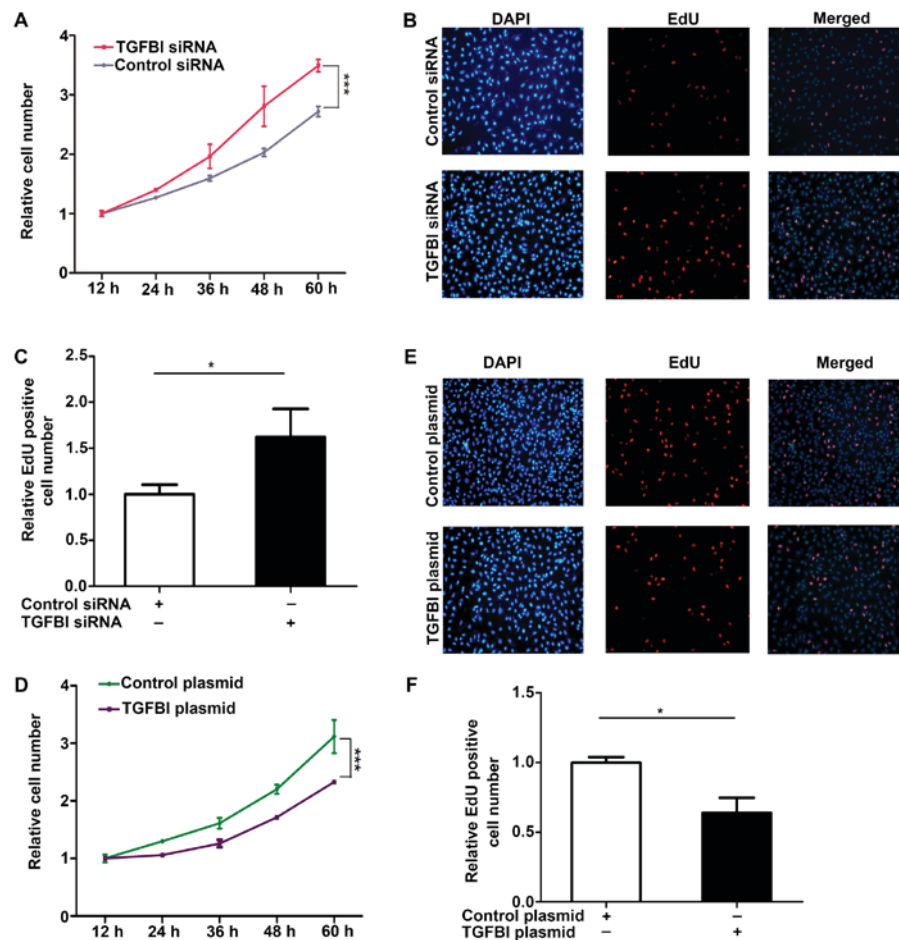 A
TGFBI siRNA
Control siRNA
Relative cell number
4
3
2
1
0
***
12 h 24 h 36 h 48 h 60 h
B
DAPI EdU Merged
Control siRNA
TGFBI siRNA
C
Relative EdU positive
cell number
2.5
2.0
1.5
1.0
0.5
0.0
*
Control siRNA + –
TGFBI siRNA – +
E
DAPI EdU Merged
Control plasmid
TGFBI plasmid
D
Control plasmid
TGFBI plasmid
Relative cell number
4
3
2
1
0
***
12 h 24 h 36 h 48 h 60 h
F
Relative EdU positive
cell number
1.5
1.0
0.5
0.0
*
Control plasmid + –
TGFBI plasmid – +